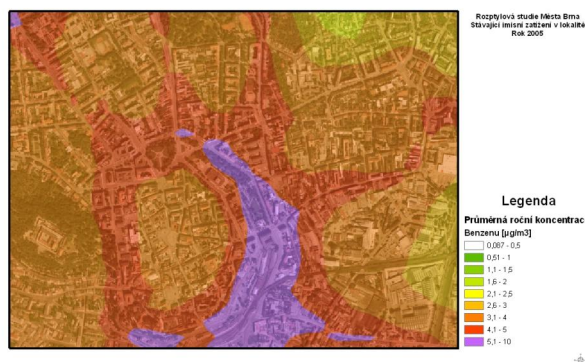 Rozptylová studie Města Brna
Stávající imisní zatížení v lokalitě
Rok 2005
Legenda
Průměrná roční koncentrac
Benzenu [µg/m3]
0,087 - 0,5
0,51 - 1
1,1 - 1,5
1,6 - 2
2,1 - 2,5
2,6 - 3
3,1 - 4
4,1 - 5
5,1 - 10